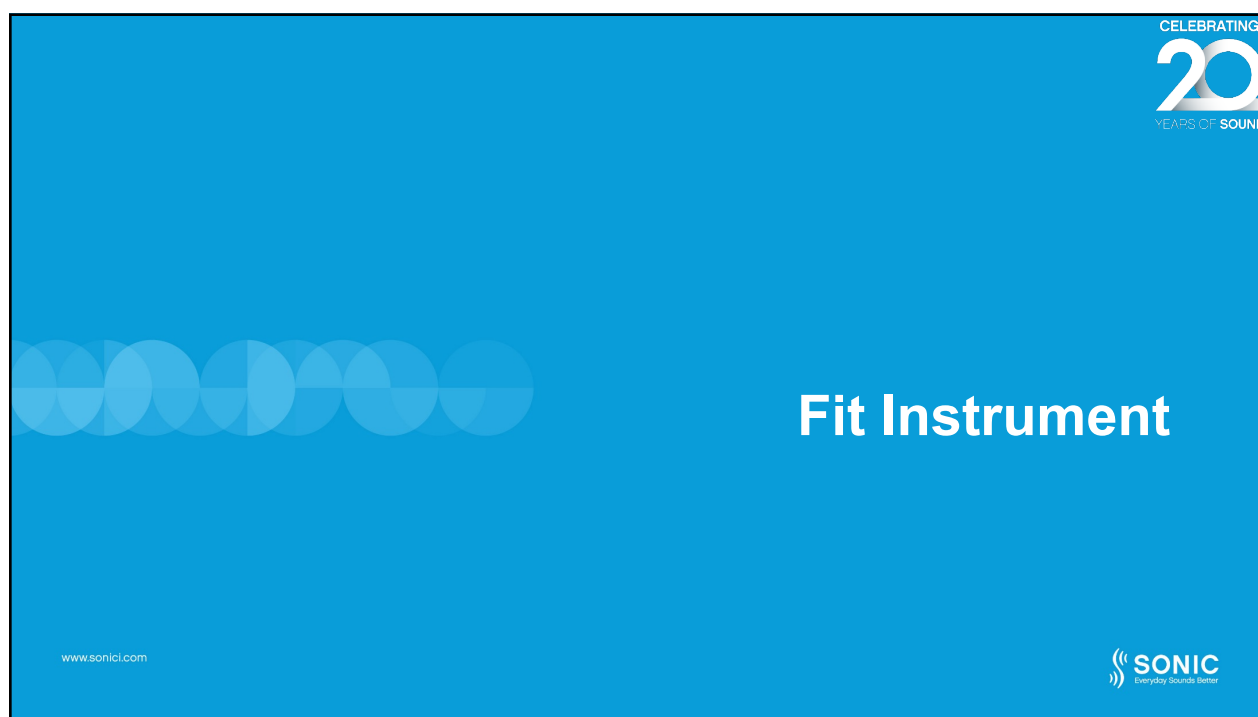 CELEBRATING
20
YEARS OF SOUN
Fit Instrument
www.sonici.com
SONIC
Everyday Sounds Better